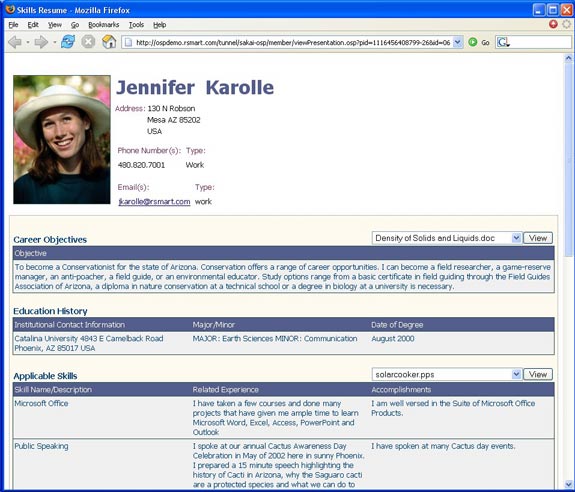 Skills Resume - Mozilla Firefox
File Edit View Go Bookmarks Tools Help
http://ospdemo.rsmart.com/tunnel/sakai-osp/member/viewPresentation.osp?pid=1116456408799-26&id=06 Go
Jennifer Karolle
Address: 130 N Robson
Mesa AZ 85202
USA
Phone Number(s): Type:
480.820.7001 Work
Email(s): Type:
jkarolle@rsmart.com work
Career Objectives Density of Solids and Liquids.doc View
Objective
To become a Conservationist for the state of Arizona. Conservation offers a range of career opportunities. I can become a field researcher, a game-reserve
manager, an anti-poacher, a field guide, or an environmental educator. Study options range from a basic certificate in field guiding through the Field Guides
Association of Arizona, a diploma in nature conservation at a technical school or a degree in biology at a university is necessary.
Education History
Institutional Contact Information Major/Minor Date of Degree
Catalina University 4843 E Camelback Road MAJOR: Earth Sciences MINOR: Communication August 2000
Phoenix, AZ 85017 USA
Applicable Skills solercooker.pps View
Skill Name/Description Related Experience Accomplishments
Microsoft Office I have taken a few courses and done many I am well versed in the Suite of Microsoft Office
projects that have given me ample time to learn Products.
Microsoft Word, Excel, Access, PowerPoint and
Outlook
Public Speaking I spoke at our annual Cactus Awareness Day I have spoken at many Cactus day events.
Celebration in May of 2002 here in sunny Phoenix.
I prepared a 15 minute speech highlighting the
history of Cacti in Arizona, why the Saguaro cacti
are a protected species and what we can do to